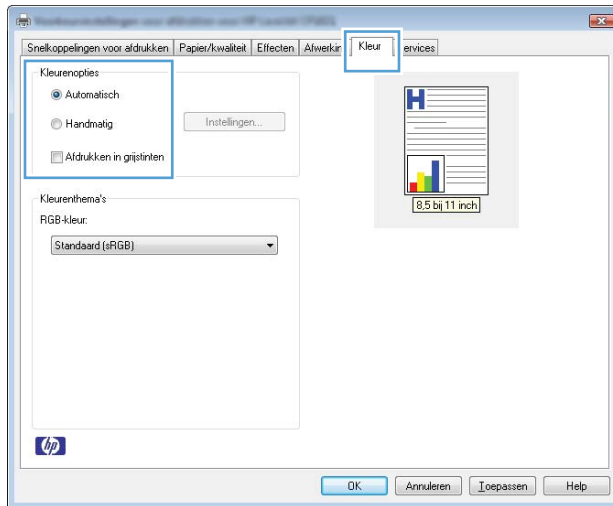 Snelkoppelingen voor afdrukken Papier/kwaliteit Effecten Afwerkin Kleur ervices
Kleurenopties
Automatisch
Handmatig
Instellingen...
Afdrukken in grijstinten
H
8,5 bij 11 inch
Kleurenthema's
RGB-kleur:
Standaard (sRGB)
hp
OK Annuleren Toepassen Help